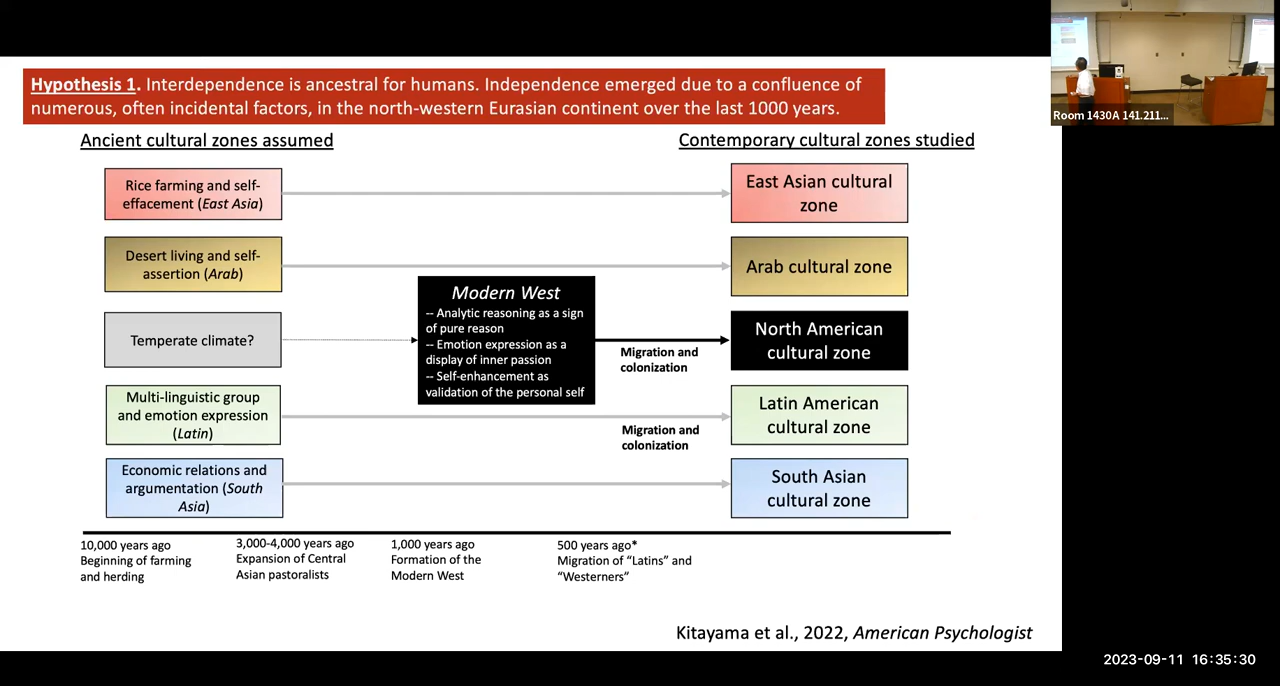 Hypothesis 1. Interdependence is ancestral for humans. Independence emerged due to a confluence of
numerous, often incidental factors, in the north-western Eurasian continent over the last 1000 years.
Room 1430A 141.211...
Ancient cultural zones assumed
Contemporary cultural zones studied
Rice farming and self-
effacement (East Asia)
East Asian cultural
zone
Desert living and self-
assertion (Arab)
Arab cultural zone
Temperate climate?
Modern West
-- Analytic reasoning as a sign
of pure reason
-- Emotion expression as a
display of inner passion
-- Self-enhancement as
validation of the personal self
Migration and
colonization
North American
cultural zone
Multi-linguistic group
and emotion expression
(Latin)
Migration and
colonization
Latin American
cultural zone
Economic relations and
argumentation (South
Asia)
South Asian
cultural zone
10,000 years ago
Beginning of farming
and herding
3,000-4,000 years ago
Expansion of Central
Asian pastoralists
1,000 years ago
Formation of the
Modern West
500 years ago*
Migration of “Latins” and
“Westerners”
Kitayama et al., 2022, American Psychologist
2023-09-11 16:35:30